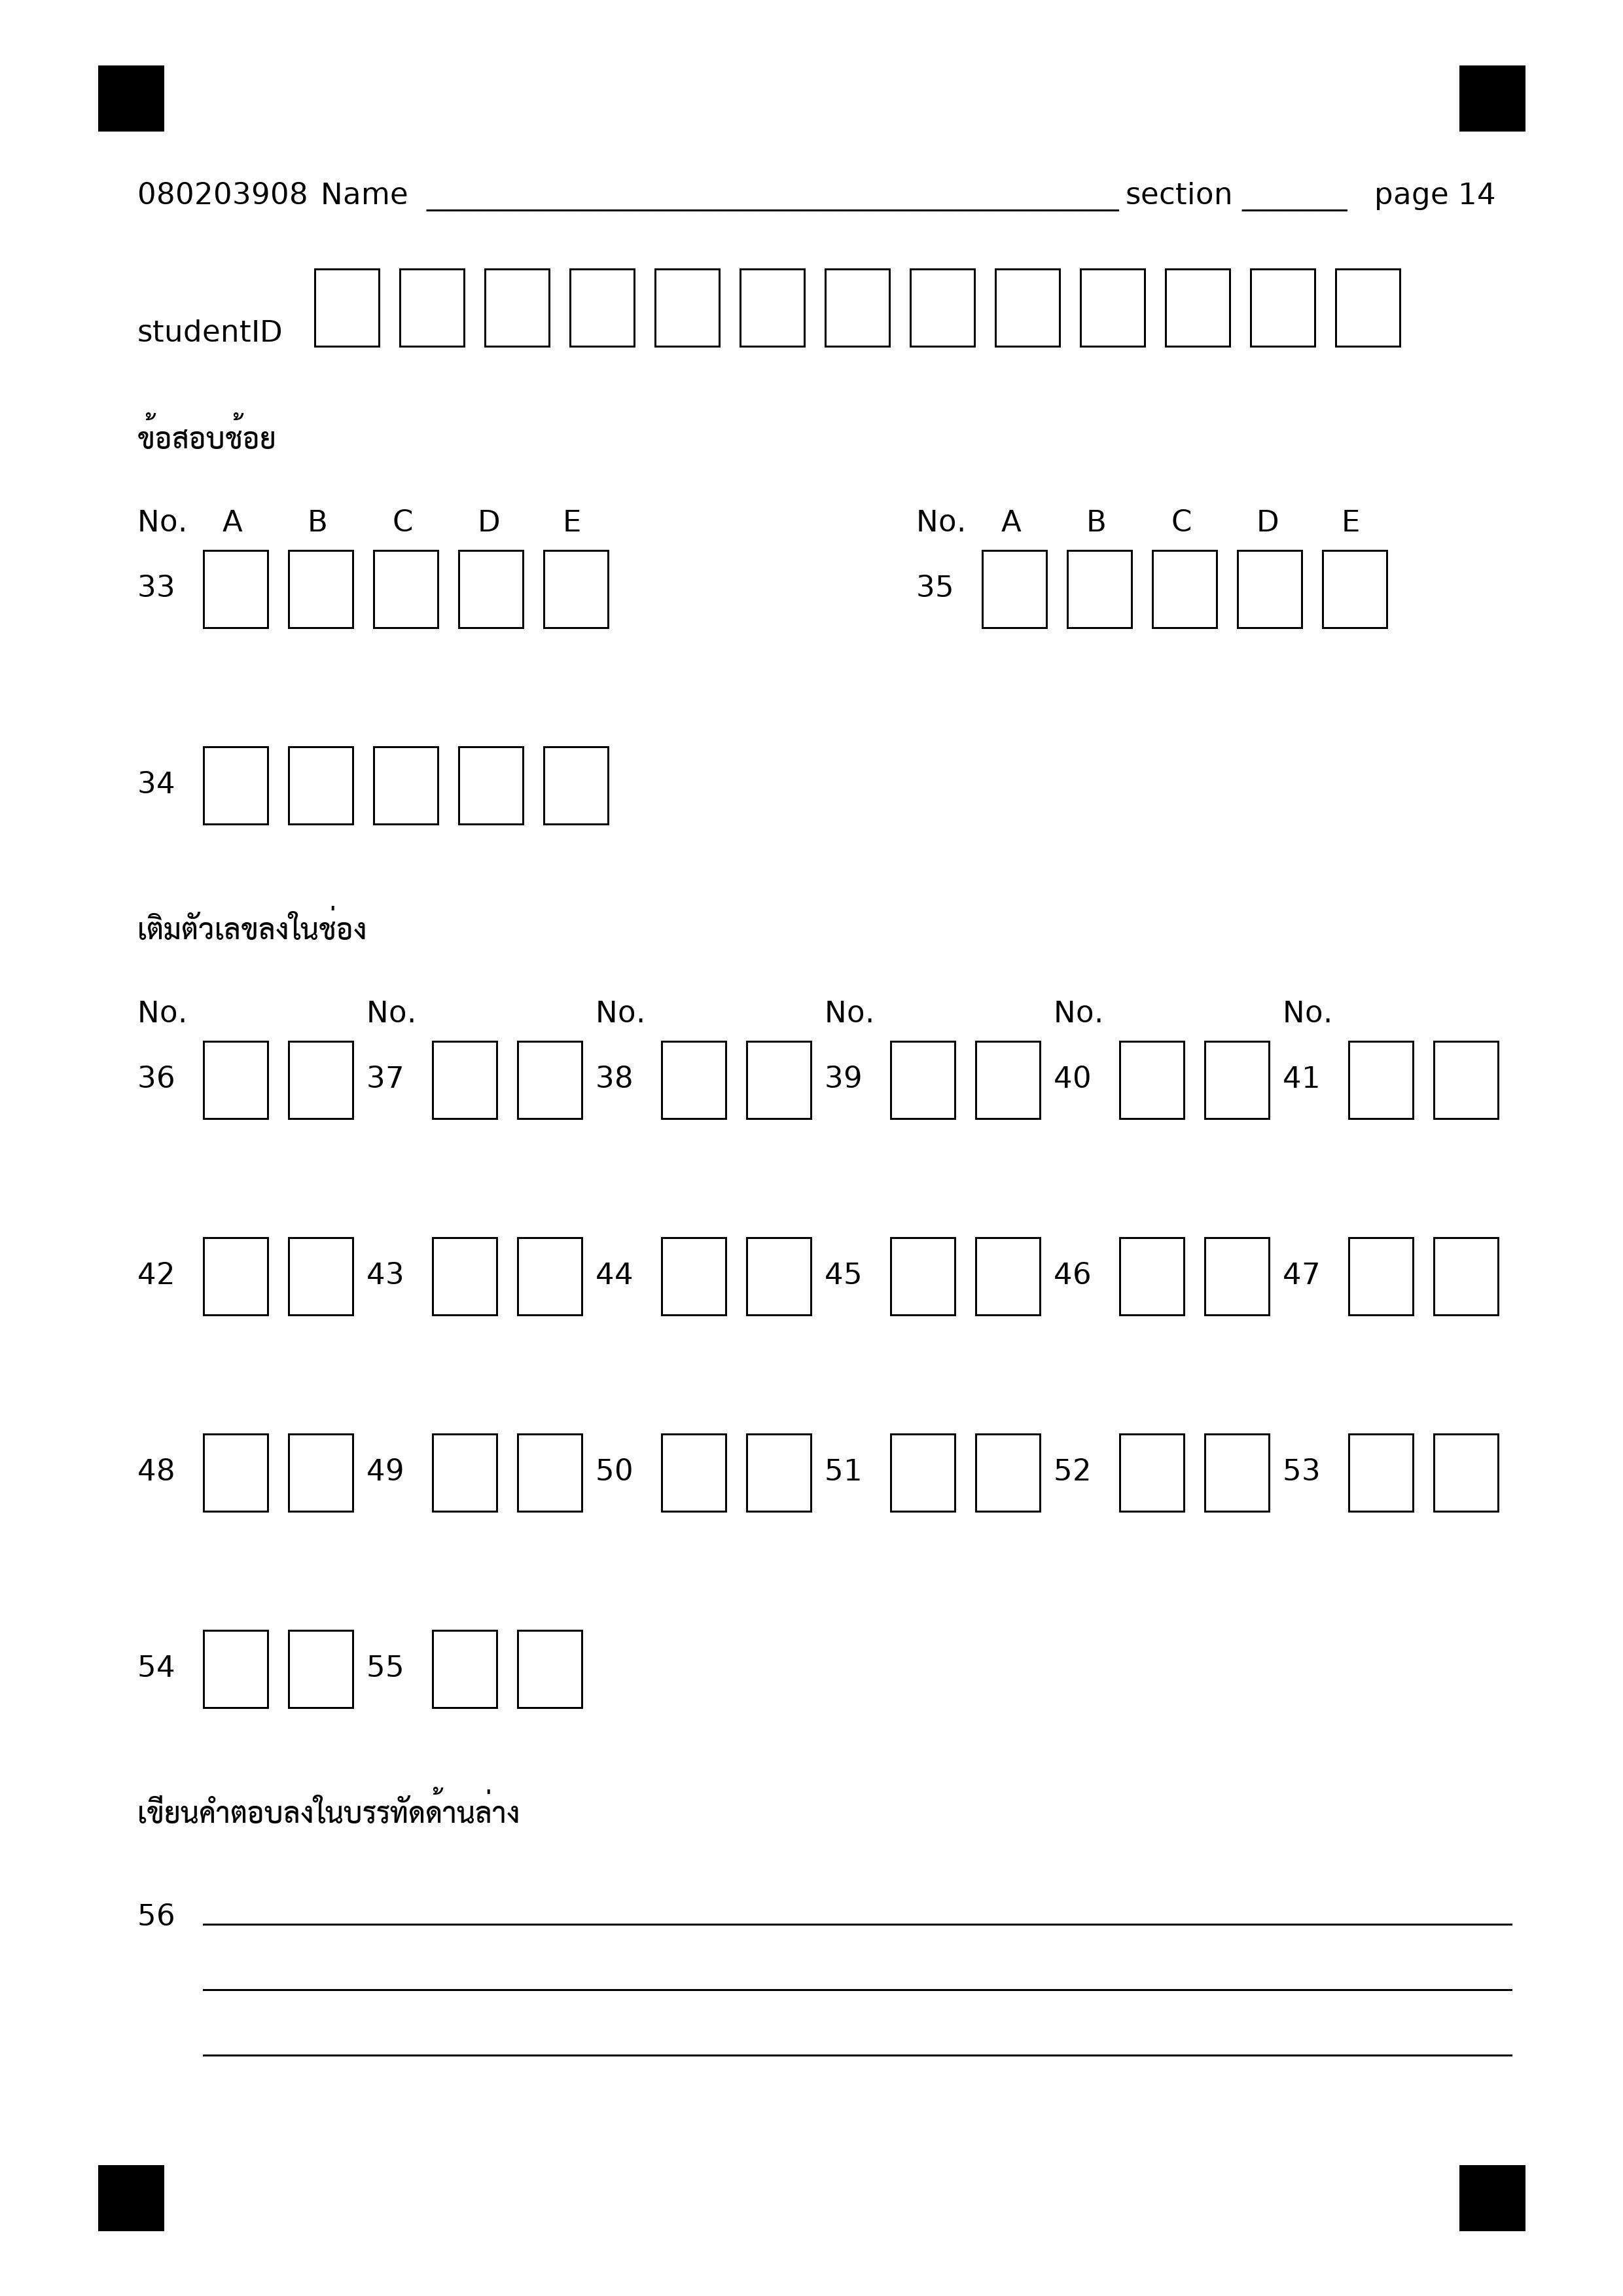 080203908 Name section page 14
studentID
ข้อสอบช้อย
No. A B C D E No. A B C D E
33 35
34
เติมตัวเลขลงในช่อง
No. No. No. No. No. No.
36 37 38 39 40 41
42 43 44 45 46 47
48 49 50 51 52 53
54 55
เขียนคำตอบลงในบรรทัดด้านล่าง
56